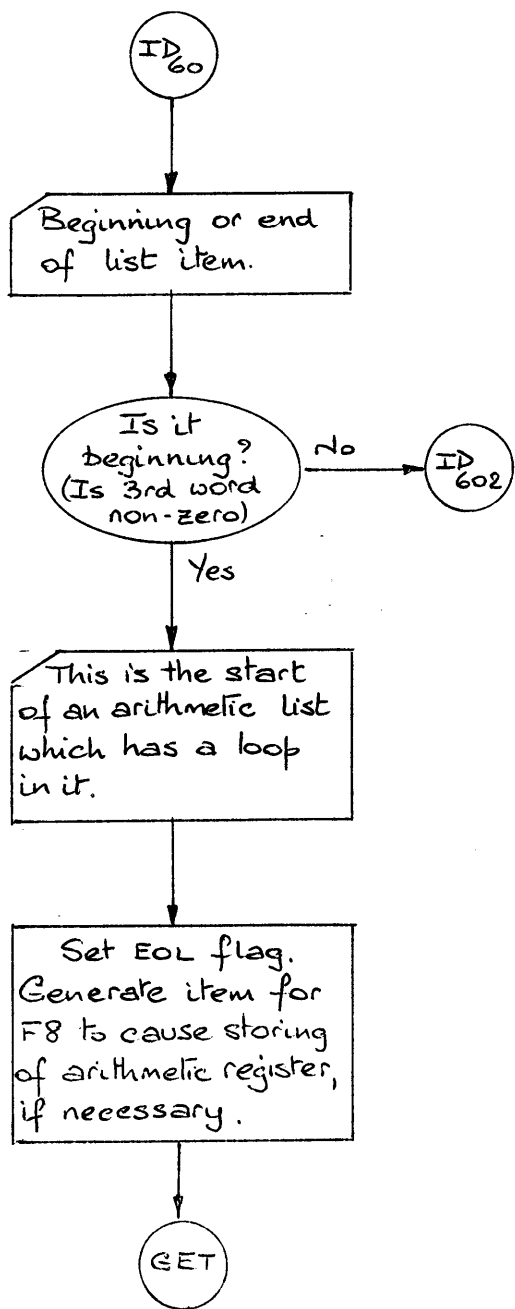 ID
60
Beginning or end
of list item.
Is it
beginning?
(Is 3rd word
non-zero)
No
ID
602
Yes
This is the start
of an arithmetic list
which has a loop
in it.
Set EOL flag.
Generate item for
F8 to cause storing
of arithmetic register,
if necessary.
GET